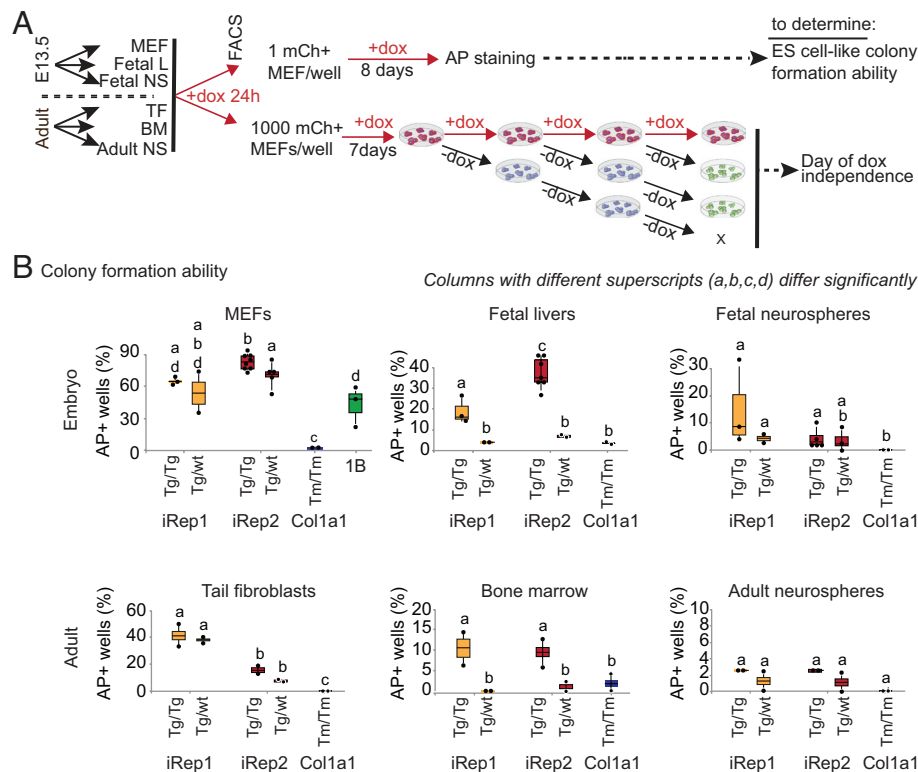 A
E13.5
MEF
Fetal L
Fetal NS
Adult
TF
BM
Adult NS
+dox 24h
FACS
1 mCh+
MEF/well
+dox
8 days
AP staining
to determine:
ES cell-like colony
formation ability
1000 mCh+
MEFs/well
+dox
7days
+dox
+dox
+dox
-dox
-dox
-dox
-dox
-dox
-dox
x
Day of dox
independence
B Colony formation ability
Columns with different superscripts (a,b,c,d) differ significantly
Embryo
MEFs
AP+ wells (%)
90
60
30
0
a
d
a
b
d
b
a
c
d
Tg/Tg
Tg/wt
Tg/Tg
Tg/wt
Tm/Tm
1B
iRep1
iRep2
Col1a1
Fetal livers
AP+ wells (%)
40
20
0
a
b
c
b
b
Tg/Tg
Tg/wt
Tg/Tg
Tg/wt
Tm/Tm
iRep1
iRep2
Col1a1
Fetal neurospheres
AP+ wells (%)
30
20
10
0
a
a
a
a
b
b
Tg/Tg
Tg/wt
Tg/Tg
Tg/wt
Tm/Tm
iRep1
iRep2
Col1a1
Adult
Tail fibroblasts
AP+ wells (%)
60
40
20
0
a
a
b
b
c
Tg/Tg
Tg/wt
Tg/Tg
Tg/wt
Tm/Tm
iRep1
iRep2
Col1a1
Bone marrow
AP+ wells (%)
20
15
10
5
0
a
b
a
b
b
Tg/Tg
Tg/wt
Tg/Tg
Tg/wt
Tm/Tm
iRep1
iRep2
Col1a1
Adult neurospheres
AP+ wells (%)
10
8
6
4
2
0
a
a
a
a
a
Tg/Tg
Tg/wt
Tg/Tg
Tg/wt
Tm/Tm
iRep1
iRep2
Col1a1